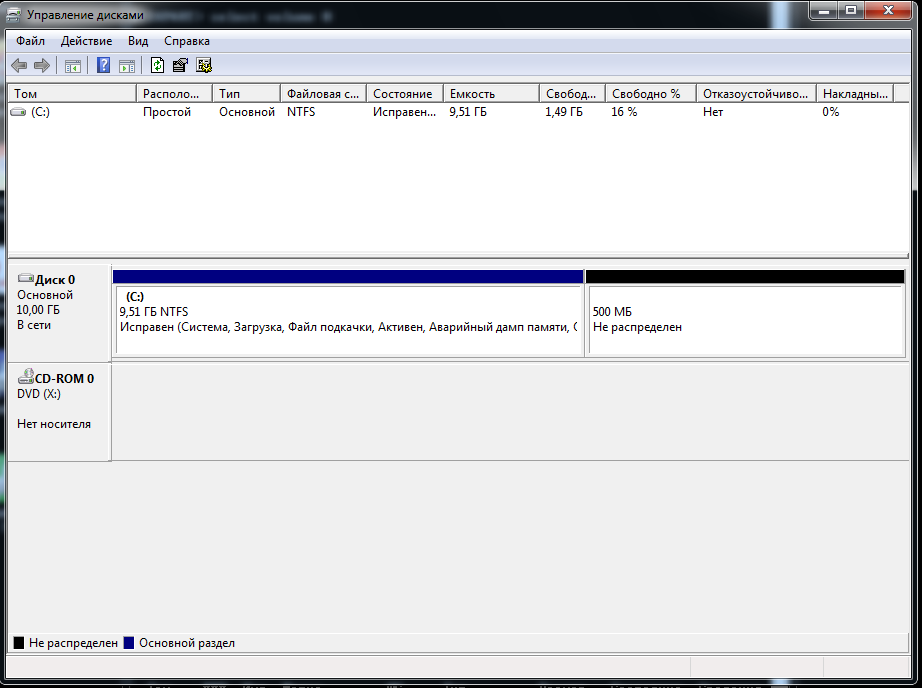 Управление дисками
Файл Действие Вид Справка
Том Располо... Тип Файловая с... Состояние Емкость Свобод... Свободно % Отказоустойчиво... Накладны...
(C:) Простой Основной NTFS Исправен... 9,51 ГБ 1,49 ГБ 16 % Нет 0%
Диск 0
Основной
10,00 ГБ
В сети
(C:)
9,51 ГБ NTFS
Исправен (Система, Загрузка, Файл подкачки, Активен, Аварийный дамп памяти, О
500 МБ
Не распределен
CD-ROM 0
DVD (X:)
Нет носителя
Не распределен Основной раздел